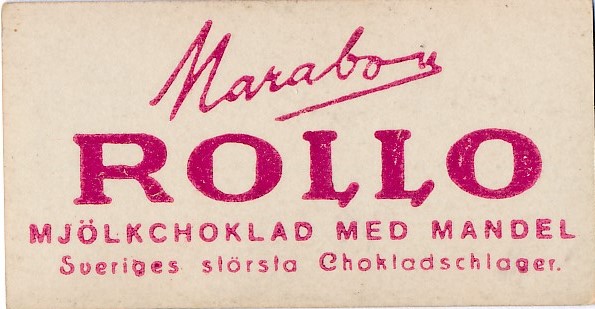 Marabou
ROLLO
MJÖLKCHOKLAD MED MANDEL
Sveriges största Chokladschlager.